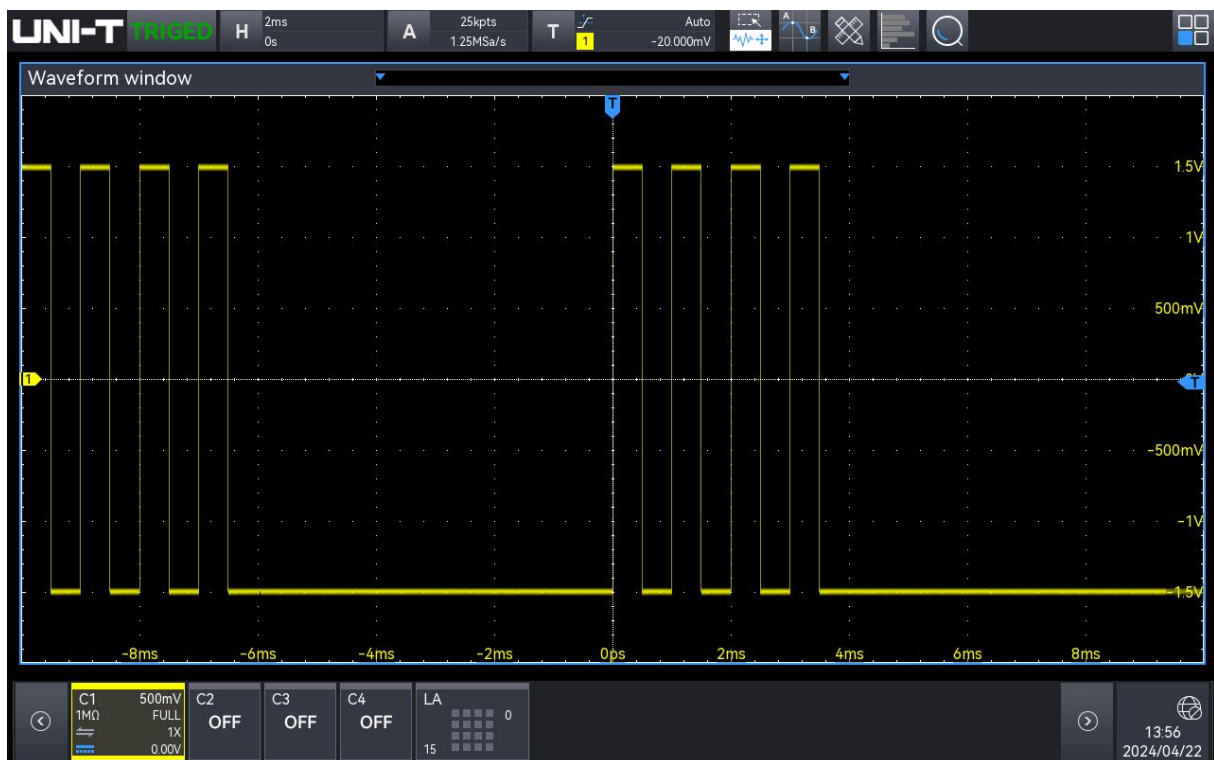 UNI-T TRIGED H 2ms 0s A 25kpts 1.25MSa/s T 1 Auto -20.000mV A B
Waveform window
T
1.5V
1V
500mV
1
T
-500mV
-1V
-1.5V
-8ms -6ms -4ms -2ms 0ps 2ms 4ms 6ms 8ms
C1 500mV C2 C3 C4 LA
1MΩ FULL OFF OFF OFF 0
1X
0.00V 15
13:56
2024/04/22